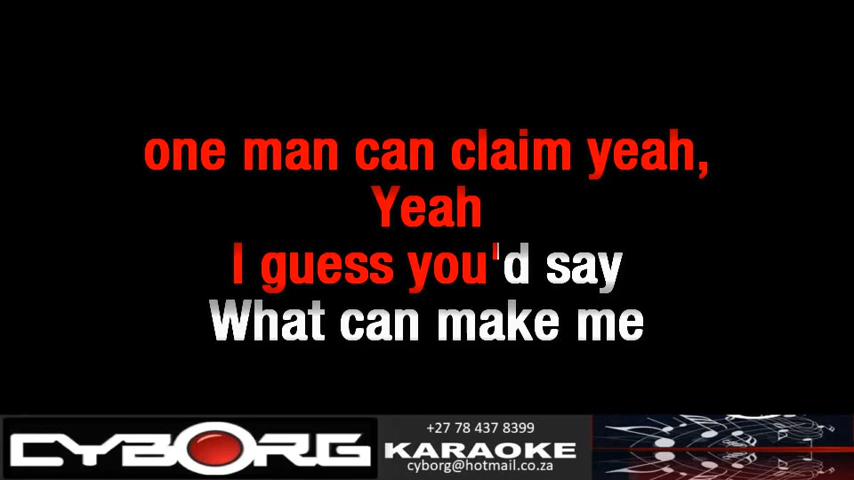 one man can claim yeah,
Yeah
I guess you'd say
What can make me
CYBORG
+27 78 437 8399
KARAOKE
cyborg@hotmail.co.za